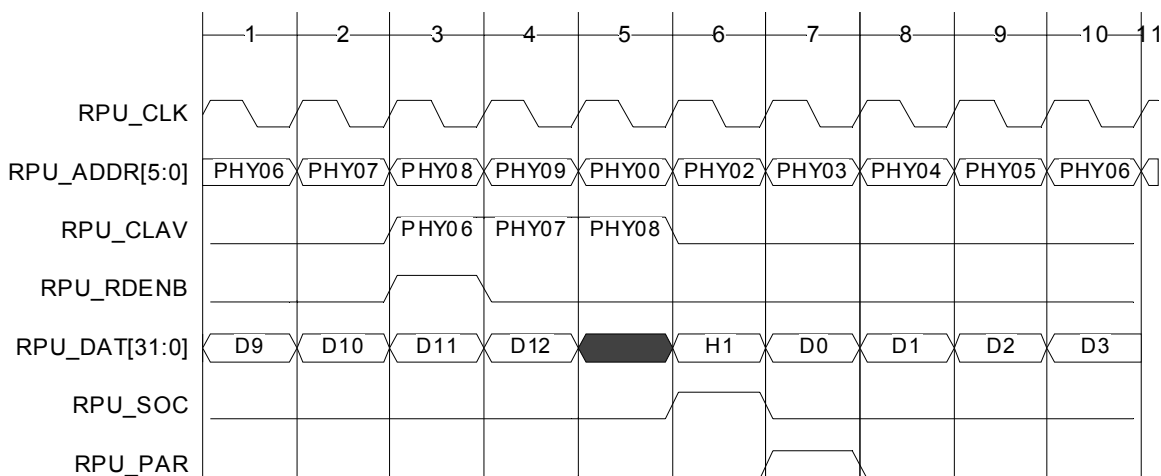 1 2 3 4 5 6 7 8 9 10 11
RPU_CLK
RPU_ADDR[5:0] PHY06 PHY07 PHY08 PHY09 PHY00 PHY02 PHY03 PHY04 PHY05 PHY06
RPU_CLAV PHY06 PHY07 PHY08
RPU_RDENB
RPU_DAT[31:0] D9 D10 D11 D12 H1 D0 D1 D2 D3
RPU_SOC
RPU_PAR